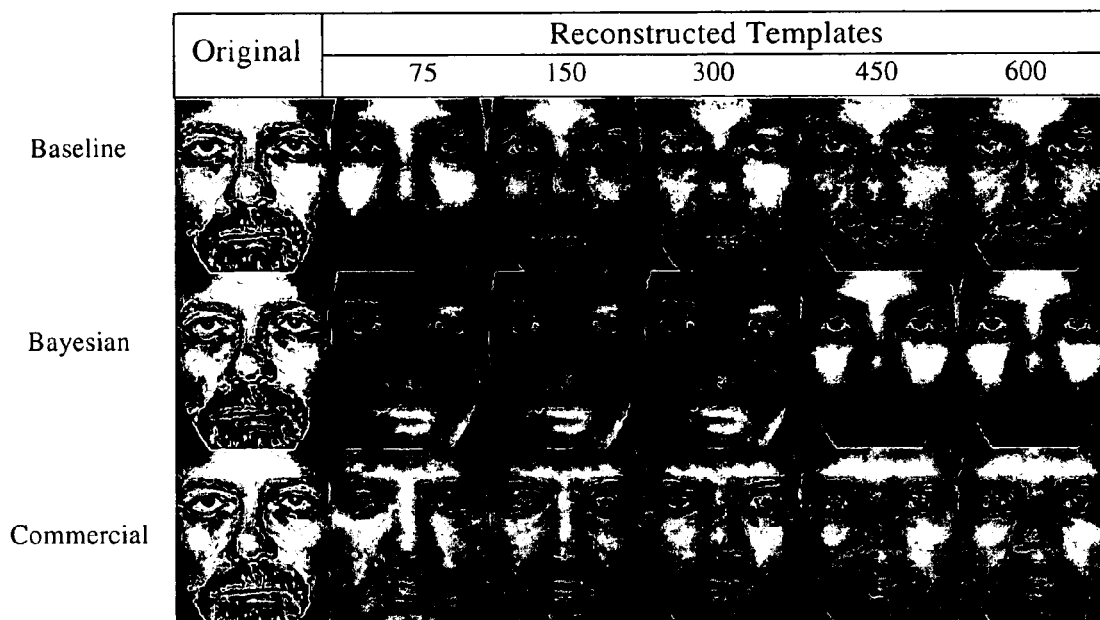 Original
Reconstructed Templates
75 150 300 450 600
Baseline
Bayesian
Commercial